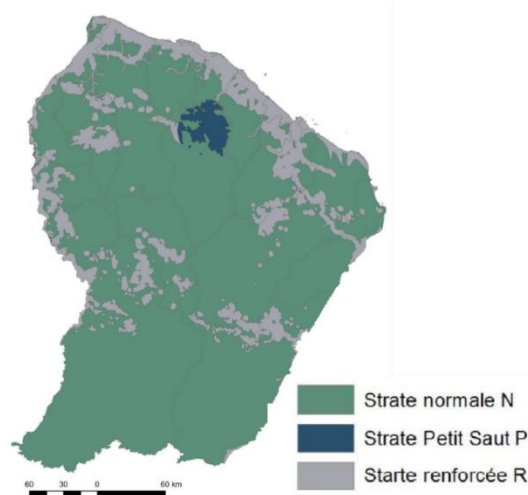 Strate normale N
Strate Petit Saut P
Starte renforcée R
60 30 0 60 km